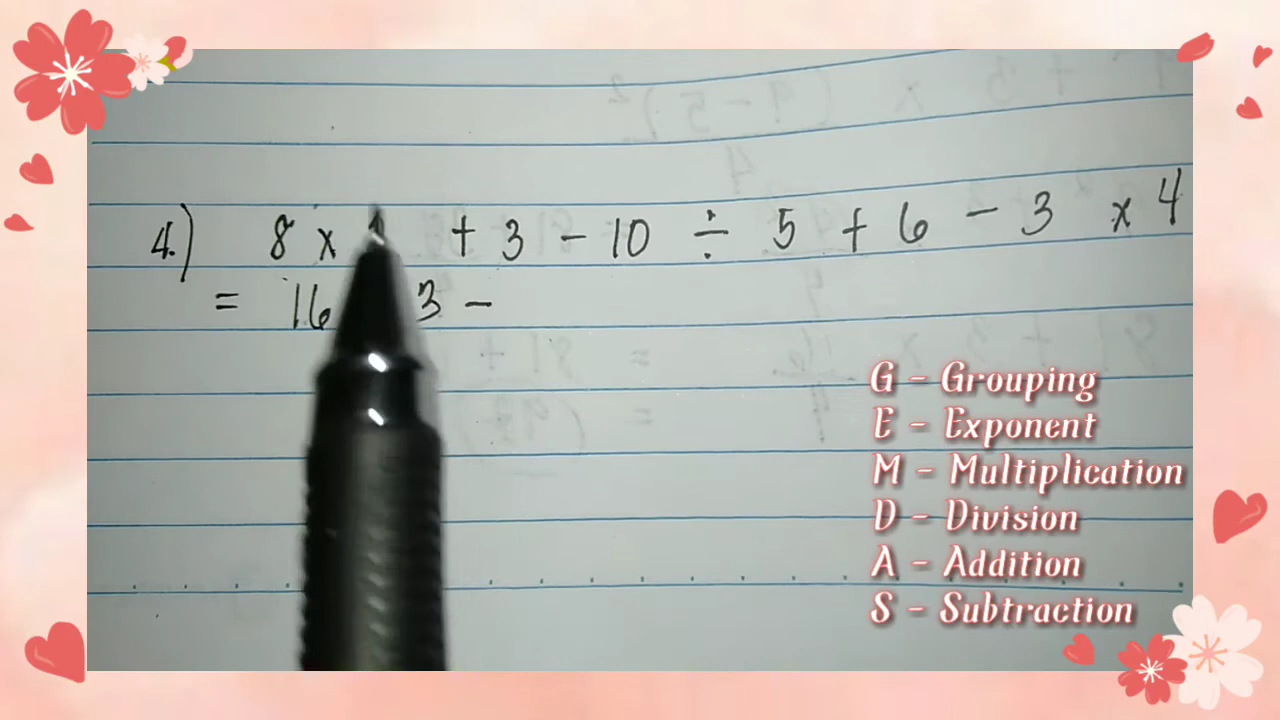 4.) 8 x + 3 - 10 ÷ 5 + 6 - 3 x 4
= 16 3 -
G - Grouping
E - Exponent
M - Multiplication
D - Division
A - Addition
S - Subtraction